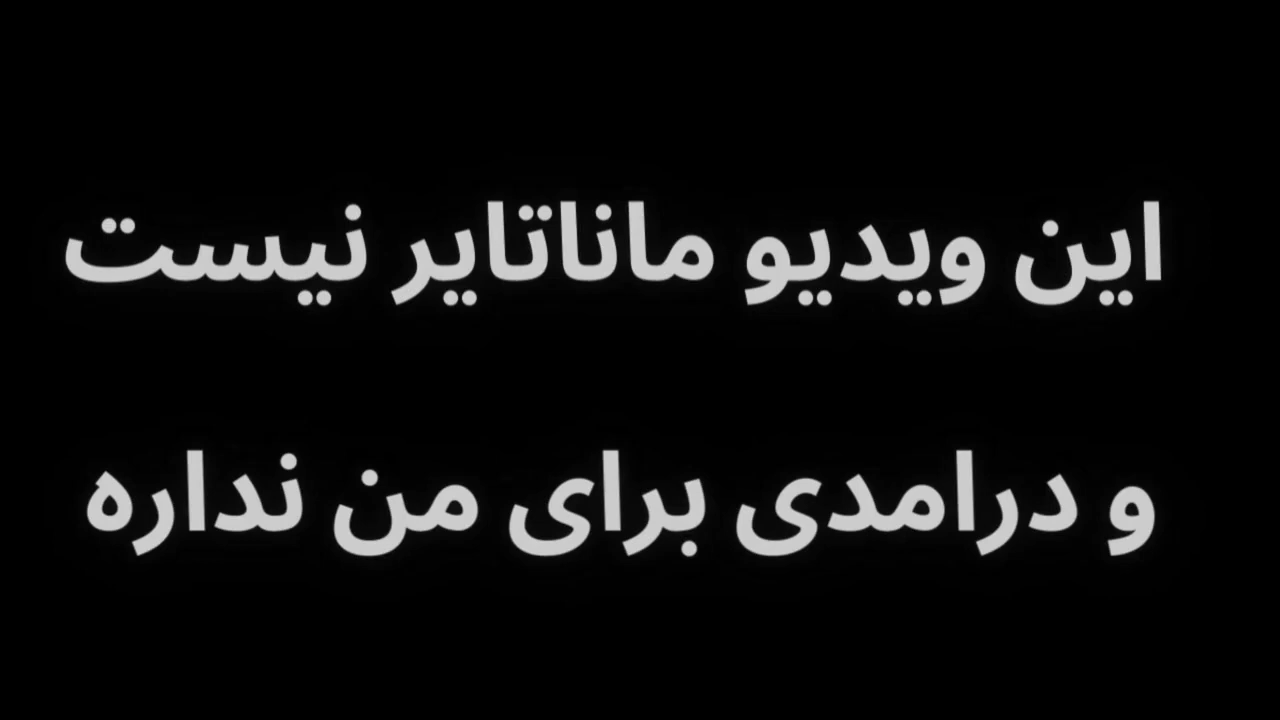 این ویدیو ماناتایر نیست
و درامدی برای من نداره